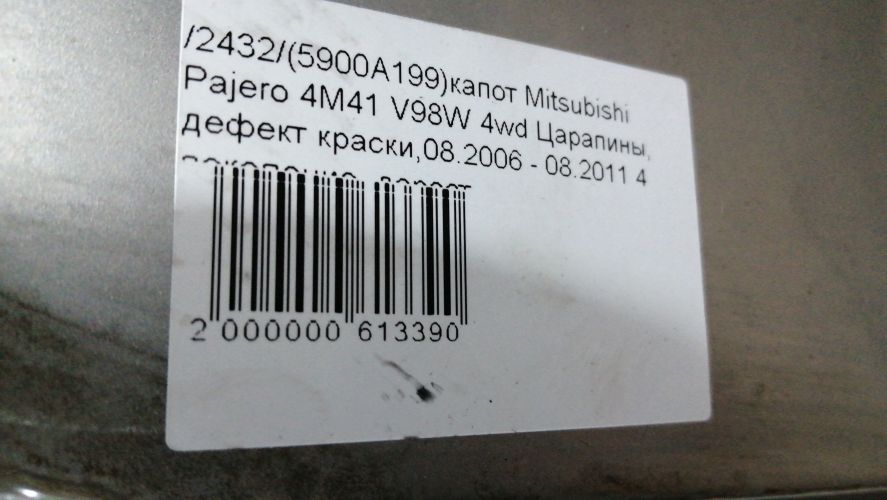 /2432/(5900A199)капот Mitsubishi
Pajero 4M41 V98W 4wd Царапины,
дефект краски,08.2006 - 08.2011 4
2 000000 613390